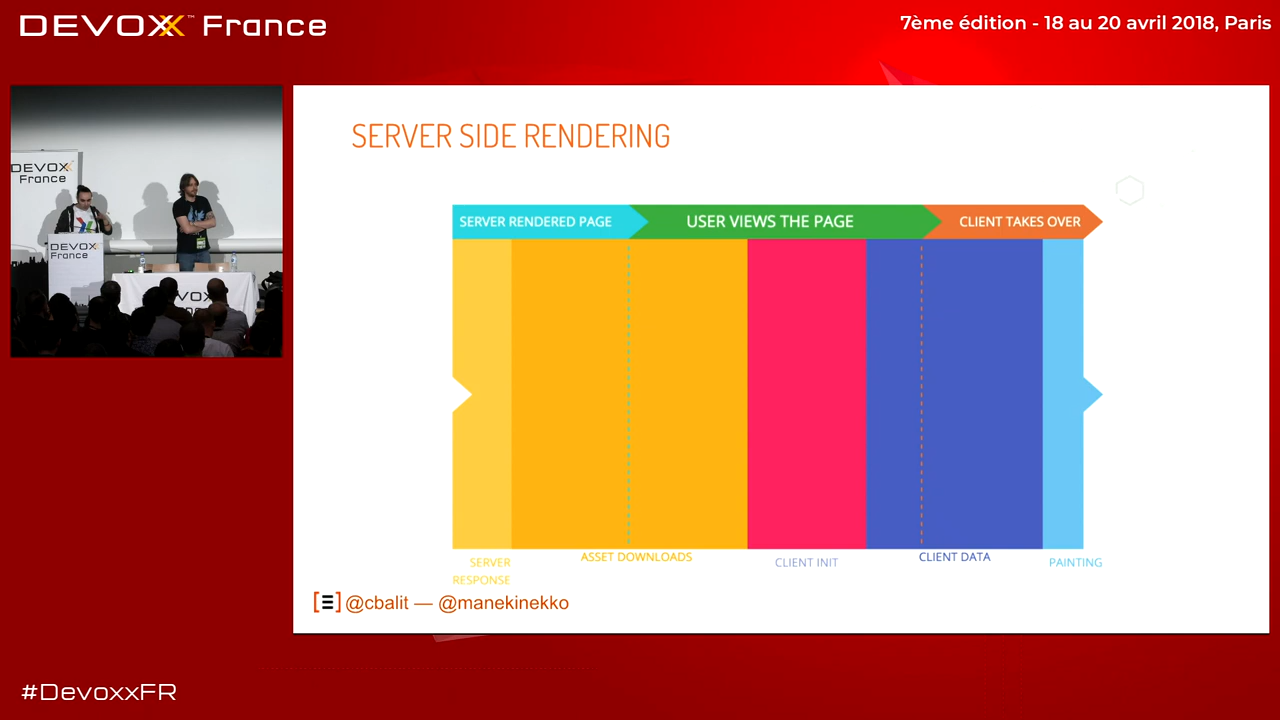 DEVOXX™ France
7ème édition - 18 au 20 avril 2018, Paris
DEVOXX
France
DEVOXX
France
SERVER SIDE RENDERING
SERVER RENDERED PAGE
USER VIEWS THE PAGE
CLIENT TAKES OVER
SERVER
RESPONSE
ASSET DOWNLOADS
CLIENT INIT
CLIENT DATA
PAINTING
@cbalit — @manekinekko
#DevoxxFR